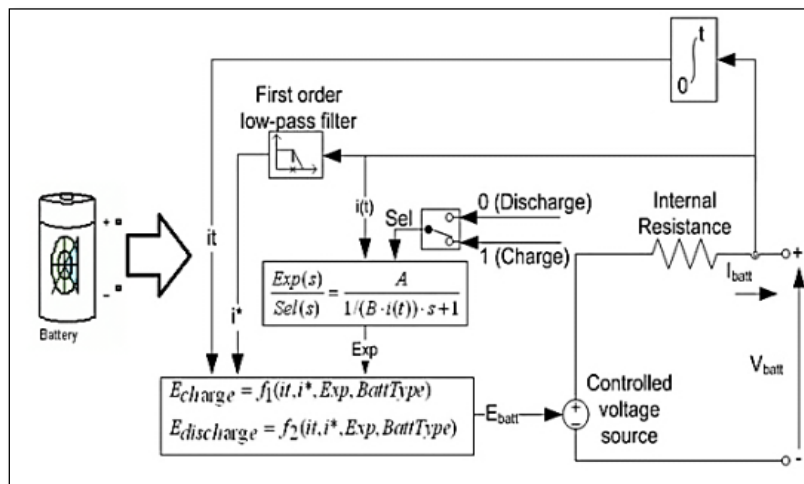 t
∫
0
First order
low-pass filter
i(t)
0 (Discharge)
Sel
1 (Charge)
Internal
Resistance
+
I_batt
it
i*
Exp(s) / Sel(s) = A / 1/(B·i(t))·s+1
Exp
+
-
Battery
E_charge = f_1(it,i*,Exp,BattType)
E_discharge = f_2(it,i*,Exp,BattType)
E_batt
+
-
Controlled
voltage
source
V_batt
-